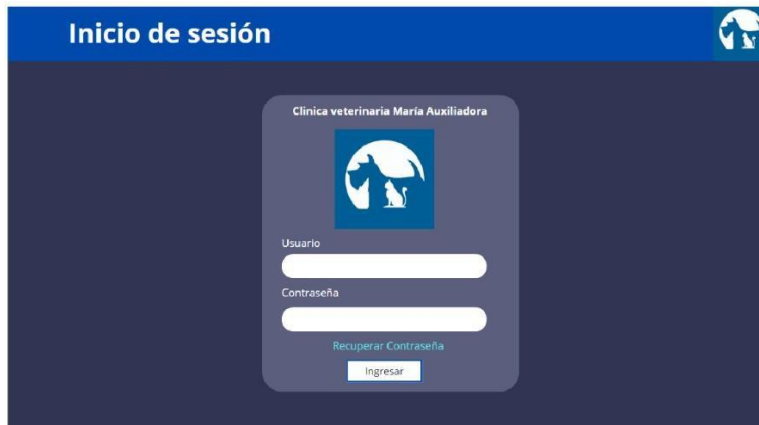 Inicio de sesión
Clinica veterinaria María Auxiliadora
Usuario
Contraseña
Recuperar Contraseña
Ingresar